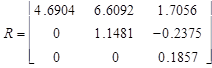 4.6904 6.6092 1.7056
R = 0 1.1481 -0.2375
0 0 0.1857